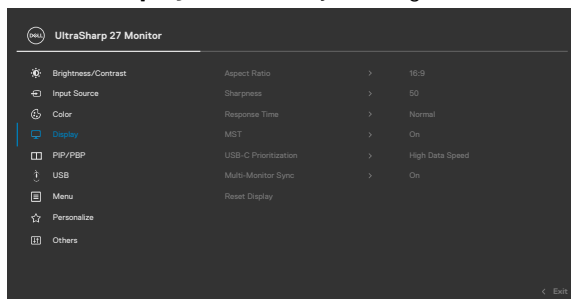 DELL UltraSharp 27 Monitor
Brightness/Contrast Aspect Ratio > 16:9
Input Source Sharpness > 50
Color Response Time > Normal
Display MST > On
PIP/PBP USB-C Prioritization > High Data Speed
USB Multi-Monitor Sync > On
Menu Reset Display
Personalize
Others
< Exit